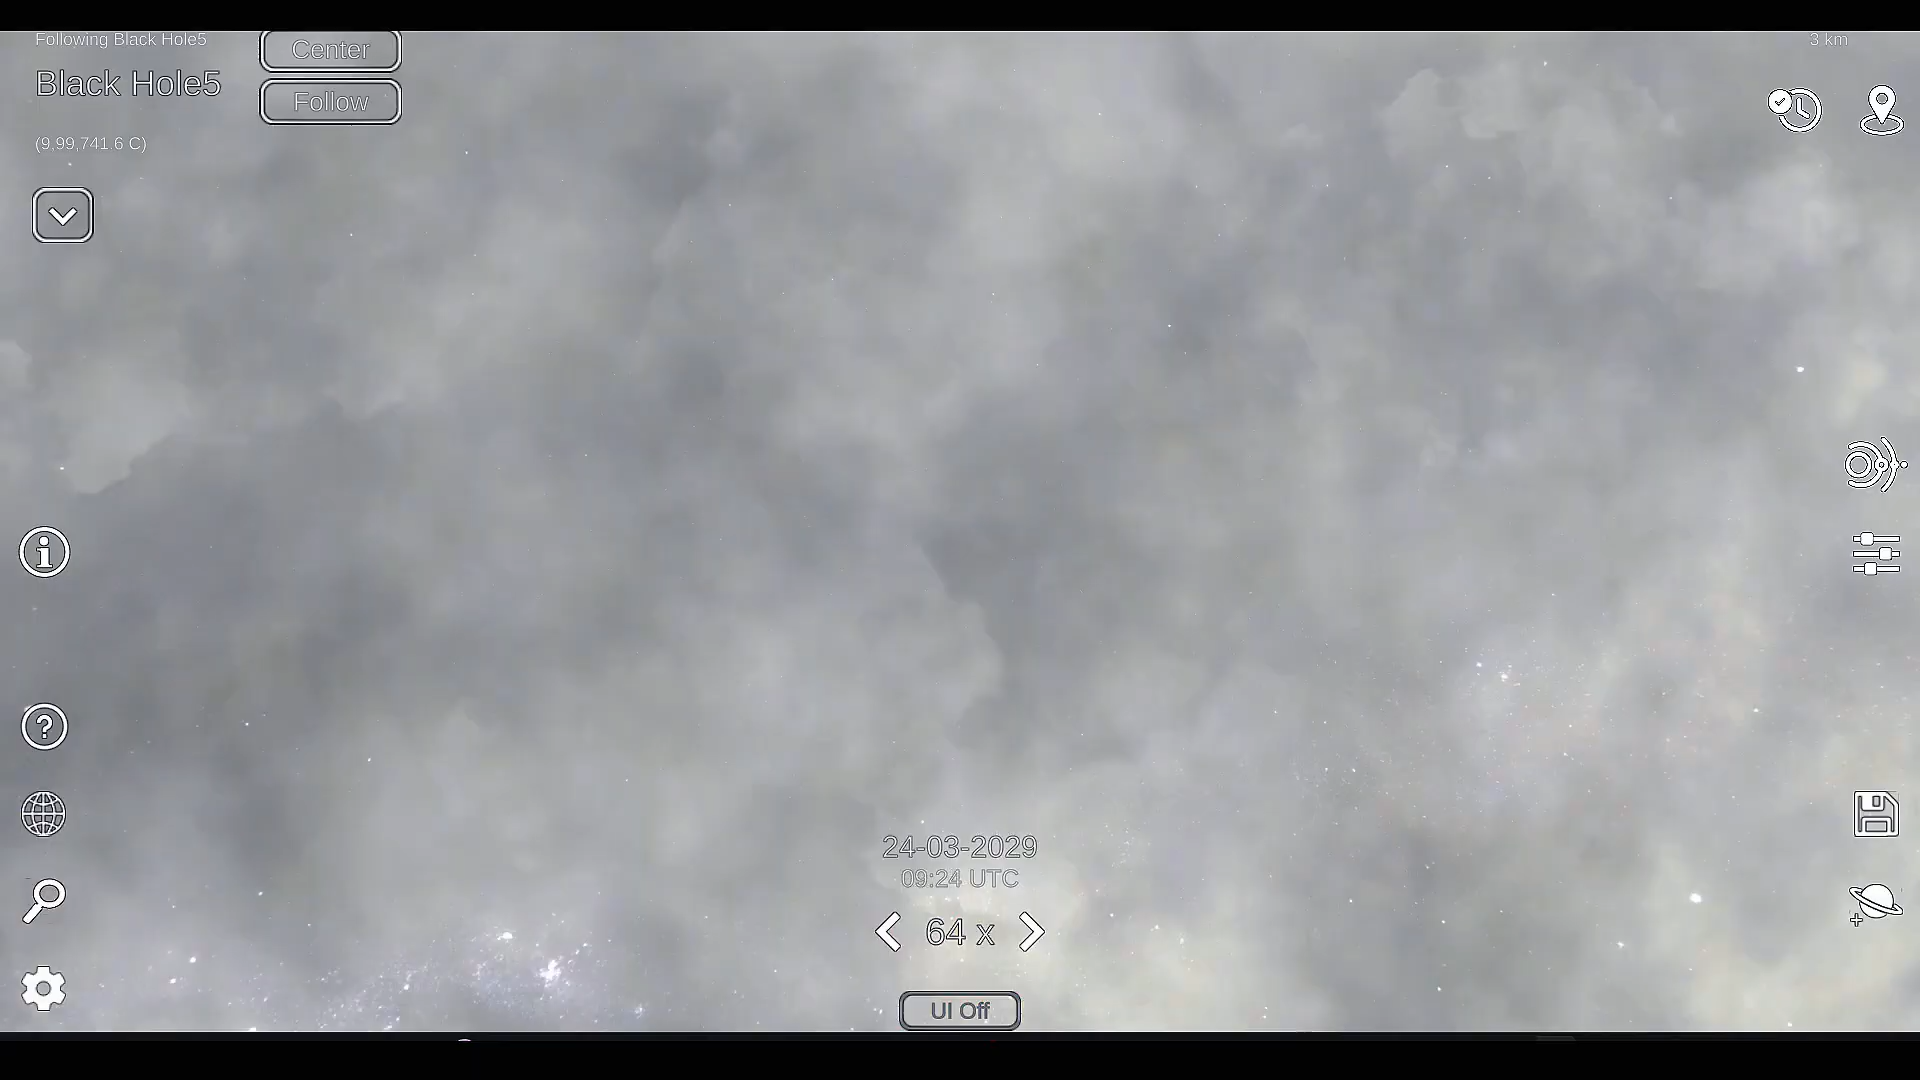 Following Black Hole5
Center
3 km
Black Hole5
Follow
(9,99,741.6 C)
24-03-2029
09:24 UTC
64 x
UI Off